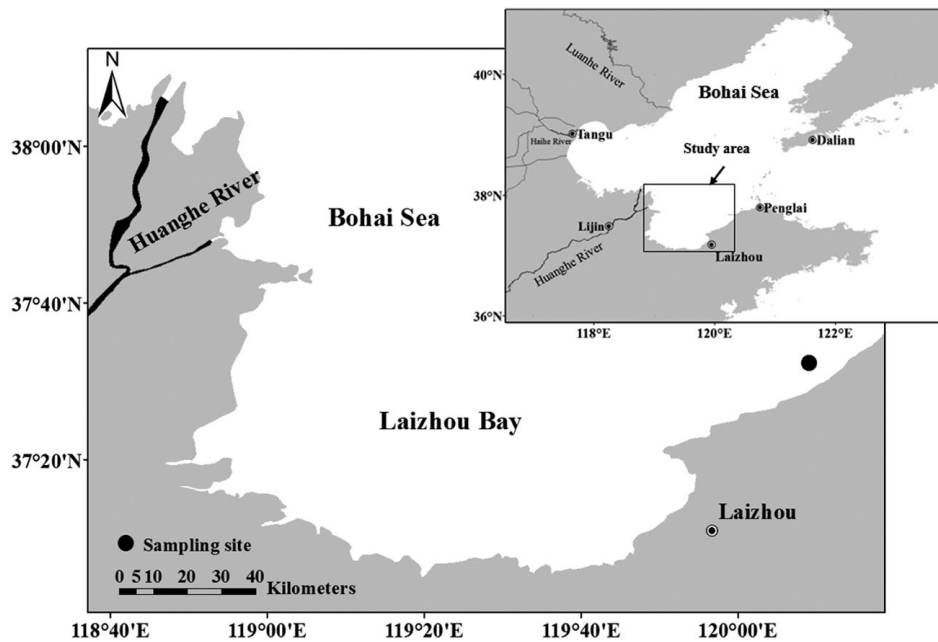 N
38°00'N
37°40'N
37°20'N
Huanghe River
Bohai Sea
Laizhou Bay
Laizhou
Sampling site
0 5 10 20 30 40
Kilometers
118°40'E
119°00'E
119°20'E
119°40'E
120°00'E
40°N
38°N
36°N
Luanhe River
Bohai Sea
Haihe River
Tangu
Dalian
Study area
Penglai
Lijin
Laizhou
Huanghe River
118°E
120°E
122°E